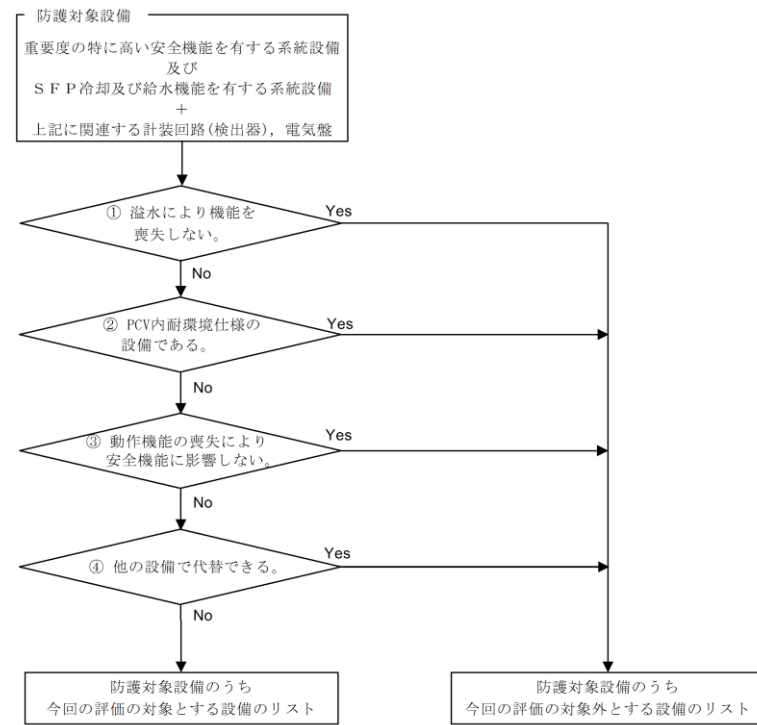 防護対象設備
重要度の特に高い安全機能を有する系統設備
及び
ＳＦＰ冷却及び給水機能を有する系統設備
＋
上記に関連する計装回路(検出器)，電気盤
① 溢水により機能を
喪失しない。
Yes
No
② PCV内耐環境仕様の
設備である。
Yes
No
③ 動作機能の喪失により
安全機能に影響しない。
Yes
No
④ 他の設備で代替できる。
Yes
No
防護対象設備のうち
今回の評価の対象とする設備のリスト
防護対象設備のうち
今回の評価の対象外とする設備のリスト